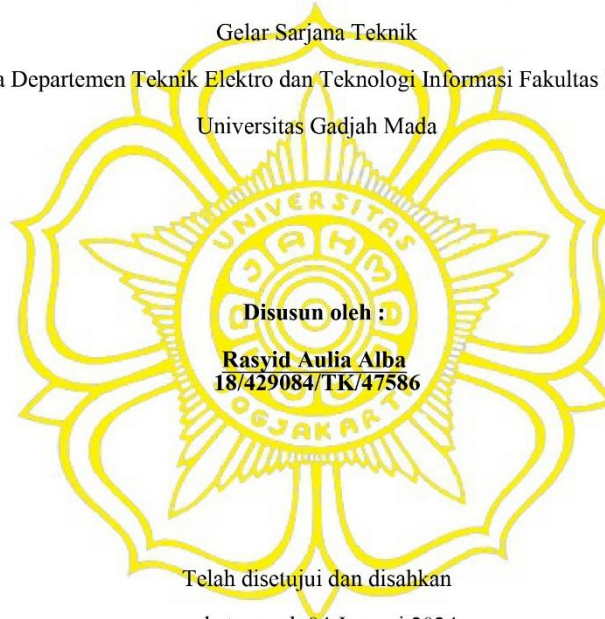 Gelar Sarjana Teknik
Departemen Teknik Elektro dan Teknologi Informasi Fakultas
Universitas Gadjah Mada
UNIVERSITAS
GADJAH MADA
Disusun oleh :
Rasyid Aulia Alba
18/429084/TK/47586
Telah disetujui dan disahkan